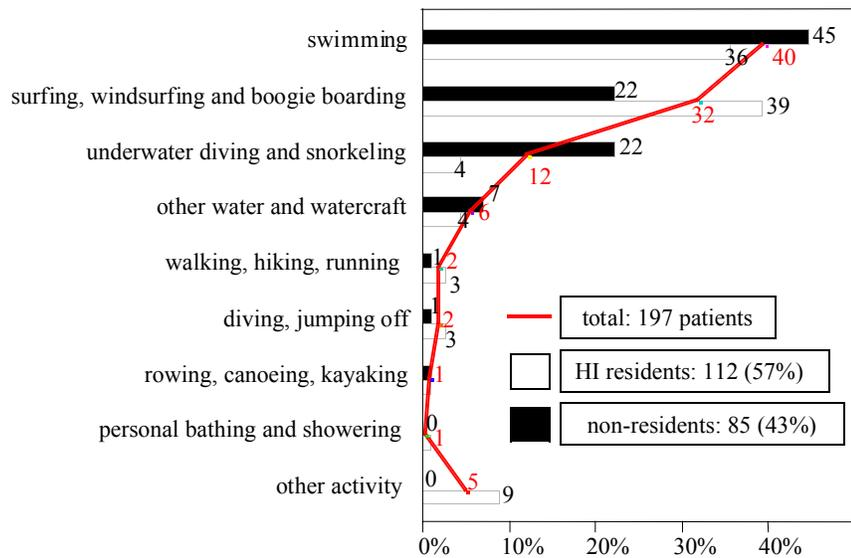 swimming 45
36 40
surfing, windsurfing and boogie boarding 22
32 39
underwater diving and snorkeling 22
4 12
other water and watercraft 7
4 6
walking, hiking, running 1 2
3
diving, jumping off 1 2
3
rowing, canoeing, kayaking 1
personal bathing and showering 0
1
other activity 0 5
9
total: 197 patients
HI residents: 112 (57%)
non-residents: 85 (43%)
0% 10% 20% 30% 40%